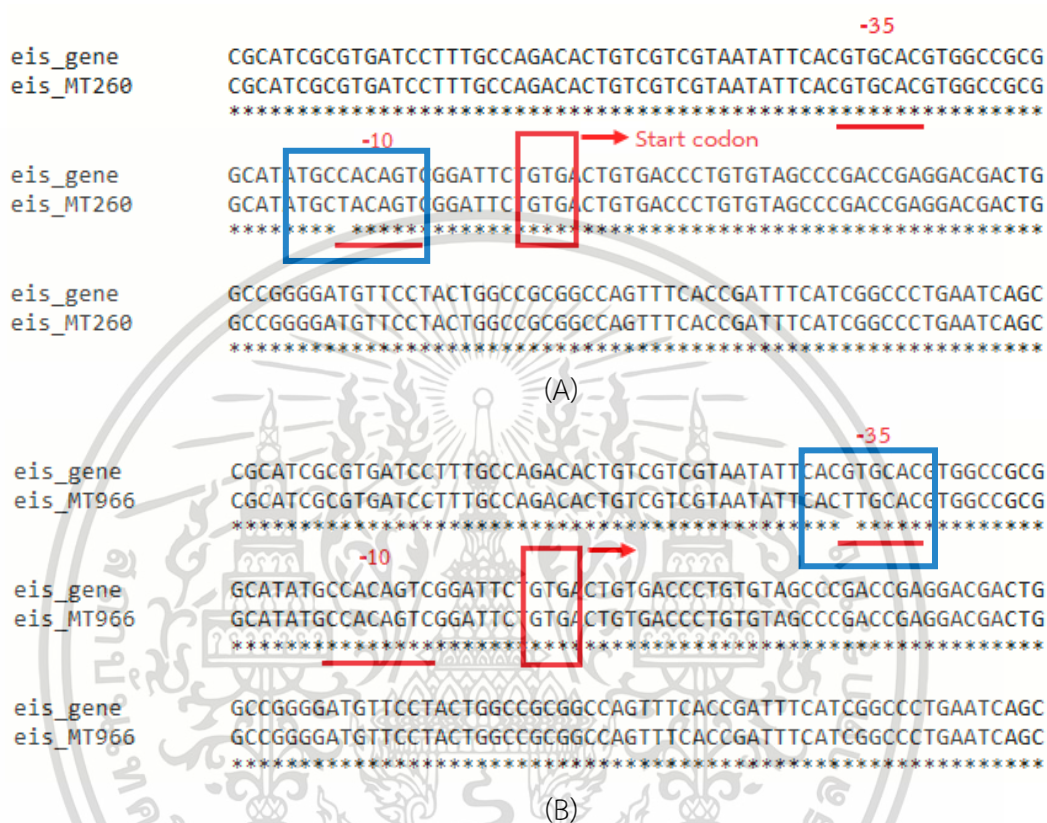 -35
eis_gene CGCATCGCGTGATCCTTTGCCAGACACTGTCGTCGTAATATTCACGTGCACGTGGCCGCG
eis_MT260 CGCATCGCGTGATCCTTTGCCAGACACTGTCGTCGTAATATTCACGTGCACGTGGCCGCG
************************************************************
-10 Start codon
eis_gene GCATATGCCACAGTCGGATTCTGTGACTGTGACCCTGTGTAGCCCGACCGAGGACGACTG
eis_MT260 GCATATGCTACAGTCGGATTCTGTGACTGTGACCCTGTGTAGCCCGACCGAGGACGACTG
******** ***************************************************
eis_gene GCCGGGGATGTTCCTACTGGCCGCGGCCAGTTTCACCGATTTCATCGGCCCTGAATCAGC
eis_MT260 GCCGGGGATGTTCCTACTGGCCGCGGCCAGTTTCACCGATTTCATCGGCCCTGAATCAGC
************************************************************
(A)
-35
eis_gene CGCATCGCGTGATCCTTTGCCAGACACTGTCGTCGTAATATTCACGTGCACGTGGCCGCG
eis_MT966 CGCATCGCGTGATCCTTTGCCAGACACTGTCGTCGTAATATTCACTTGCACGTGGCCGCG
********************************************* **************
-10
eis_gene GCATATGCCACAGTCGGATTCTGTGACTGTGACCCTGTGTAGCCCGACCGAGGACGACTG
eis_MT966 GCATATGCCACAGTCGGATTCTGTGACTGTGACCCTGTGTAGCCCGACCGAGGACGACTG
************************************************************
eis_gene GCCGGGGATGTTCCTACTGGCCGCGGCCAGTTTCACCGATTTCATCGGCCCTGAATCAGC
eis_MT966 GCCGGGGATGTTCCTACTGGCCGCGGCCAGTTTCACCGATTTCATCGGCCCTGAATCAGC
************************************************************
(B)